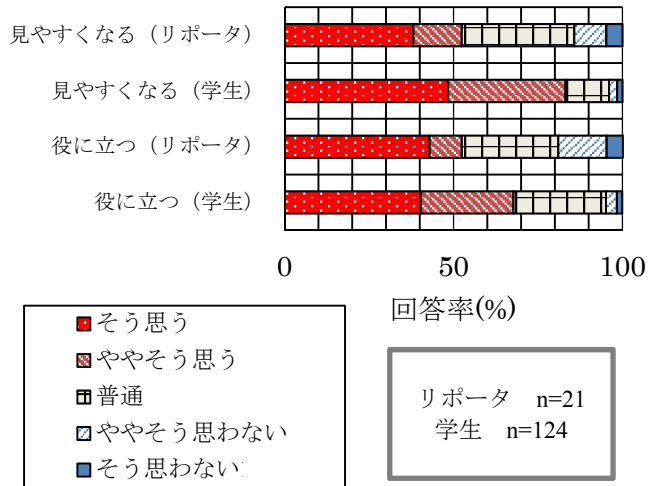 見やすくなる（リポータ）
見やすくなる（学生）
役に立つ（リポータ）
役に立つ（学生）
0 50 100
回答率(%)
そう思う
ややそう思う
普通
ややそう思わない
そう思わない
リポータ n=21
学生 n=124